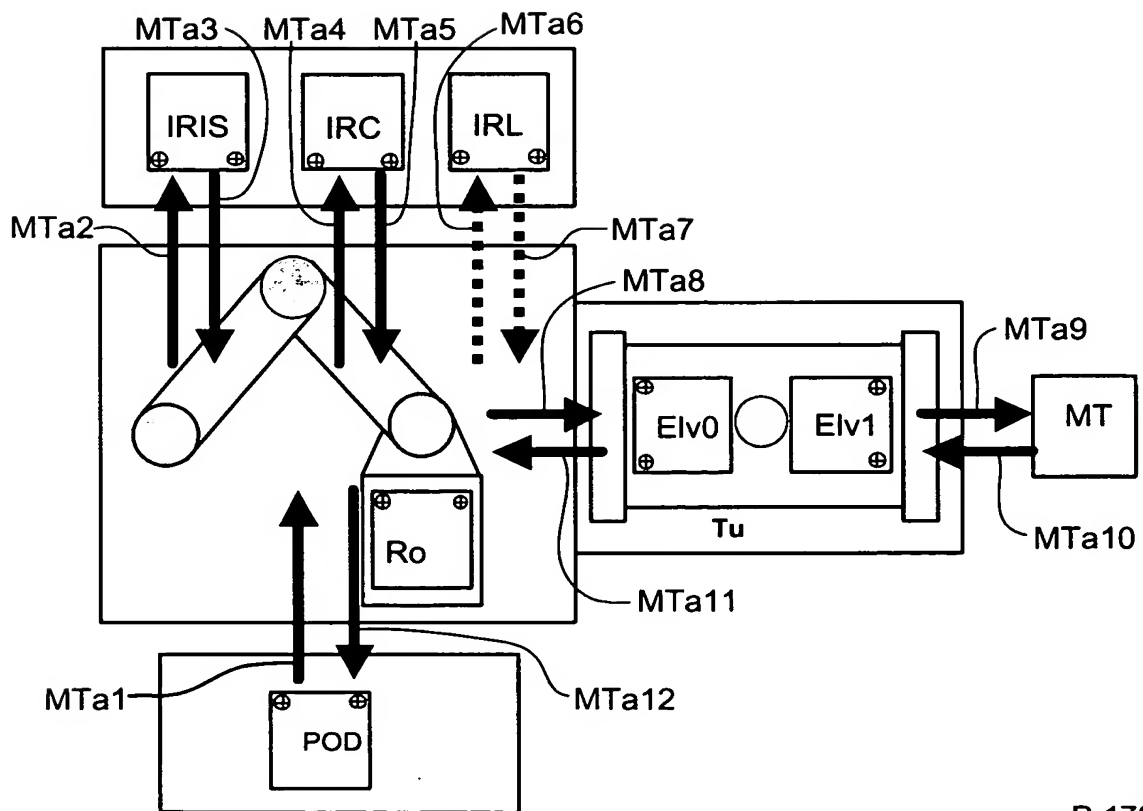 MTa3 MTa4 MTa5 MTa6
IRIS IRC IRL
MTa2 MTa7
MTa8
MTa9
Elv0 Elv1 MT
Tu
Ro MTa10
MTa11
MTa1 MTa12
POD